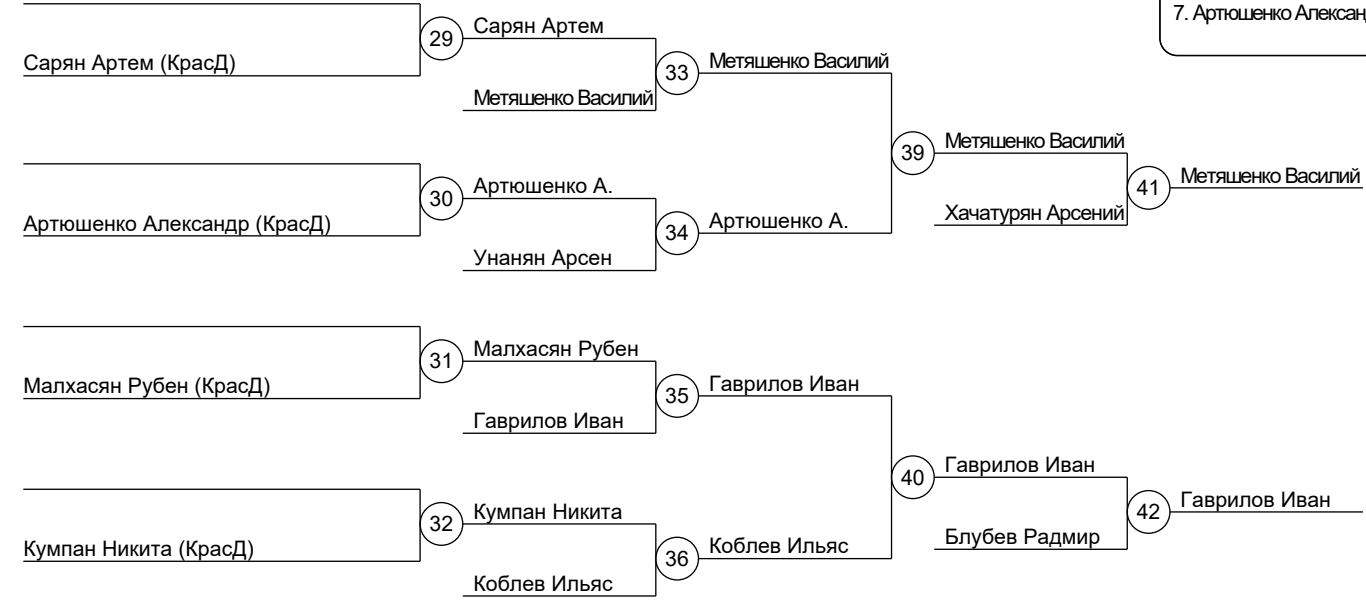 7. Артюшенко Алексан
29
Сарян Артем
Сарян Артем (КрасД)
33
Метяшенко Василий
Метяшенко Василий
39
Метяшенко Василий
30
Артюшенко А.
41
Метяшенко Василий
Артюшенко Александр (КрасД)
34
Артюшенко А.
Хачатурян Арсений
Унанян Арсен
31
Малхасян Рубен
Малхасян Рубен (КрасД)
35
Гаврилов Иван
Гаврилов Иван
40
Гаврилов Иван
32
Кумпан Никита
42
Гаврилов Иван
Кумпан Никита (КрасД)
36
Коблев Ильяс
Блубев Радмир
Коблев Ильяс